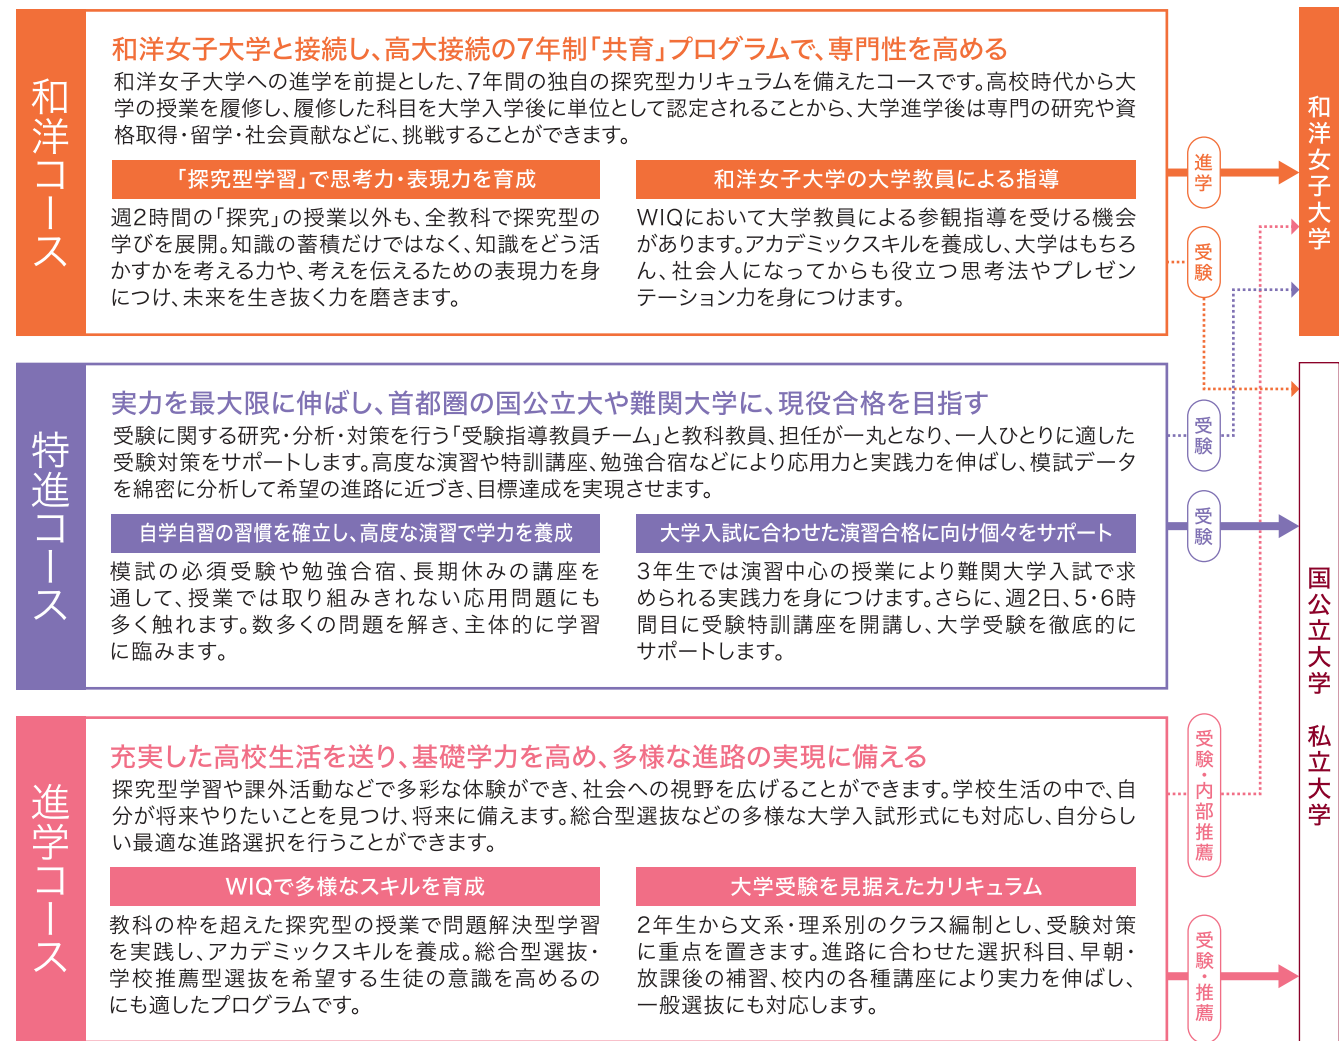 和洋コース
和洋女子大学と接続し、高大接続の7年制「共育」プログラムで、専門性を高める
和洋女子大学への進学を前提とした、7年間の独自の探究型カリキュラムを備えたコースです。高校時代から大
学の授業を履修し、履修した科目を大学入学後に単位として認定されることから、大学進学後は専門の研究や資
格取得・留学・社会貢献などに、挑戦することができます。
「探究型学習」で思考力・表現力を育成
週2時間の「探究」の授業以外も、全教科で探究型の
学びを展開。知識の蓄積だけではなく、知識をどう活
かすかを考える力や、考えを伝えるための表現力を身
につけ、未来を生き抜く力を磨きます。
和洋女子大学の大学教員による指導
WIQにおいて大学教員による参観指導を受ける機会
があります。アカデミックスキルを養成し、大学はもちろ
ん、社会人になってからも役立つ思考法やプレゼン
テーション力を身につけます。
進学
受験
和洋女子大学
特進コース
実力を最大限に伸ばし、首都圏の国公立大や難関大学に、現役合格を目指す
受験に関する研究・分析・対策を行う「受験指導教員チーム」と教科教員、担任が一丸となり、一人ひとりに適した
受験対策をサポートします。高度な演習や特訓講座、勉強合宿などにより応用力と実践力を伸ばし、模試データ
を綿密に分析して希望の進路に近づき、目標達成を実現させます。
自学自習の習慣を確立し、高度な演習で学力を養成
模試の必須受験や勉強合宿、長期休みの講座を
通して、授業では取り組みきれない応用問題にも
多く触れます。数多くの問題を解き、主体的に学習
に臨みます。
大学入試に合わせた演習合格に向け個々をサポート
3年生では演習中心の授業により難関大学入試で求
められる実践力を身につけます。さらに、週2日、5・6時
間目に受験特訓講座を開講し、大学受験を徹底的に
サポートします。
受験
受験
国公立大学 私立大学
進学コース
充実した高校生活を送り、基礎学力を高め、多様な進路の実現に備える
探究型学習や課外活動などで多彩な体験ができ、社会への視野を広げることができます。学校生活の中で、自
分が将来やりたいことを見つけ、将来に備えます。総合型選抜などの多様な大学入試形式にも対応し、自分らし
い最適な進路選択を行うことができます。
WIQで多様なスキルを育成
教科の枠を超えた探究型の授業で問題解決型学習
を実践し、アカデミックスキルを養成。総合型選抜・
学校推薦型選抜を希望する生徒の意識を高めるの
にも適したプログラムです。
大学受験を見据えたカリキュラム
2年生から文系・理系別のクラス編制とし、受験対策
に重点を置きます。進路に合わせた選択科目、早朝・
放課後の補習、校内の各種講座により実力を伸ばし、
一般選抜にも対応します。
受験・内部推薦
受験・推薦